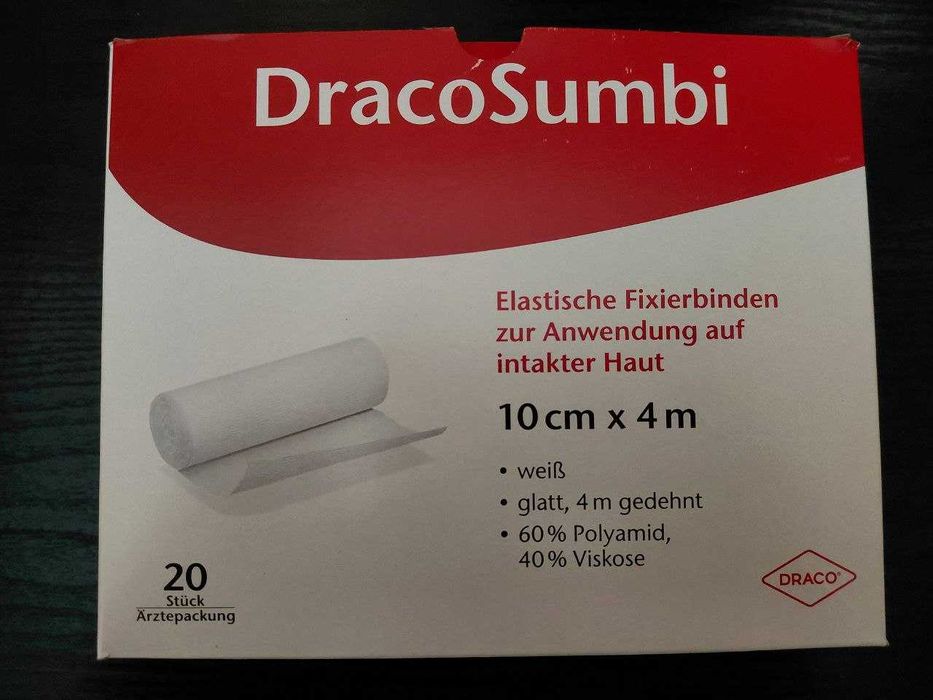 DracoSumbi
Elastische Fixierbinden
zur Anwendung auf
intakter Haut
10 cm x 4 m
• weiß
• glatt, 4 m gedehnt
• 60 % Polyamid,
40 % Viskose
20
Stück
Ärztepackung
DRACO®